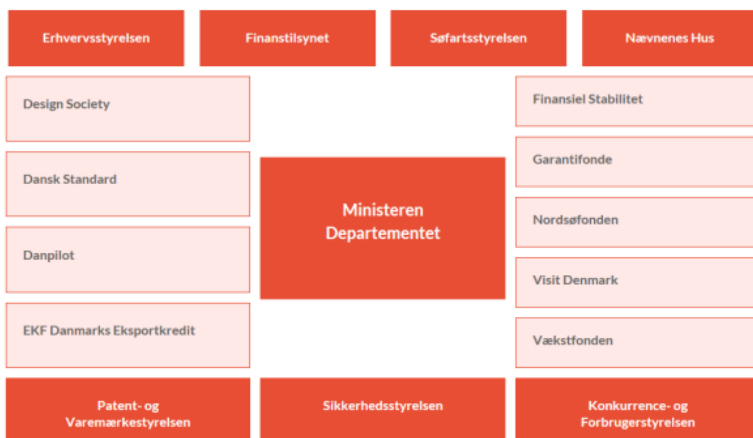 Erhvervsstyrelsen
Finanstilsynet
Søfartsstyrelsen
Nævnenes Hus
Design Society
Dansk Standard
Danpilot
EKF Danmarks Eksportkredit
Ministeren
Departementet
Finansiel Stabilitet
Garantifonde
Nordsøfonden
Visit Denmark
Vækstfonden
Patent- og
Varemærkestyrelsen
Sikkerhedsstyrelsen
Konkurrence- og
Forbrugerstyrelsen